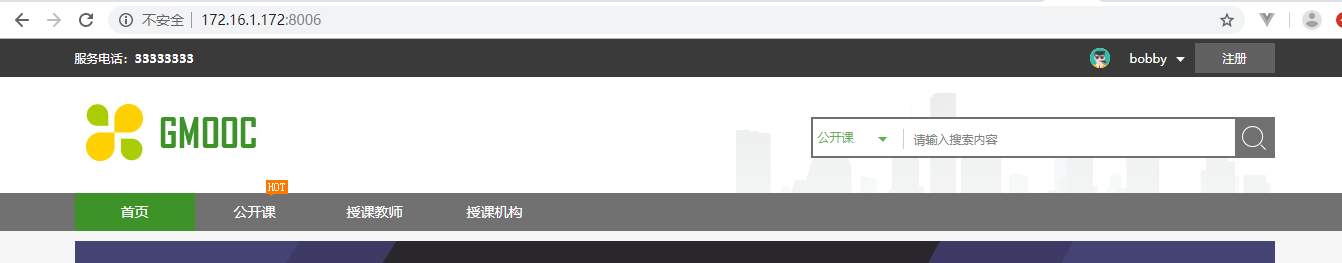 不安全 172.16.1.172:8006
服务电话：33333333
bobby
注册
GMOOC
公开课
请输入搜索内容
HOT
首页
公开课
授课教师
授课机构